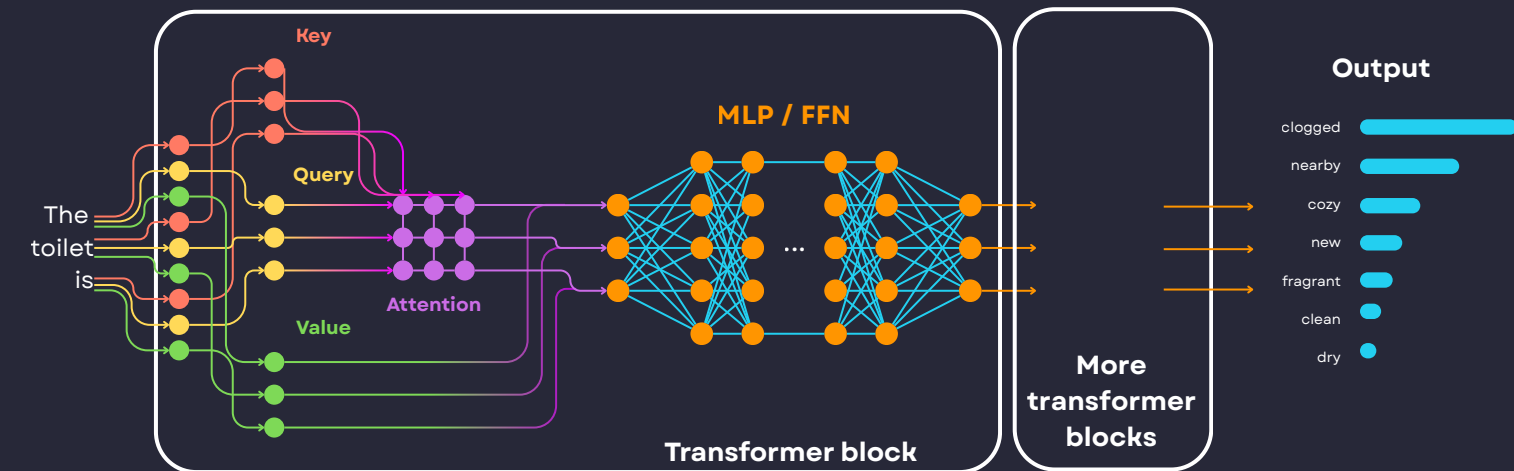 The
toilet
is
Key
Query
Attention
Value
MLP / FFN
...
Transformer block
More
transformer
blocks
Output
clogged
nearby
cozy
new
fragrant
clean
dry